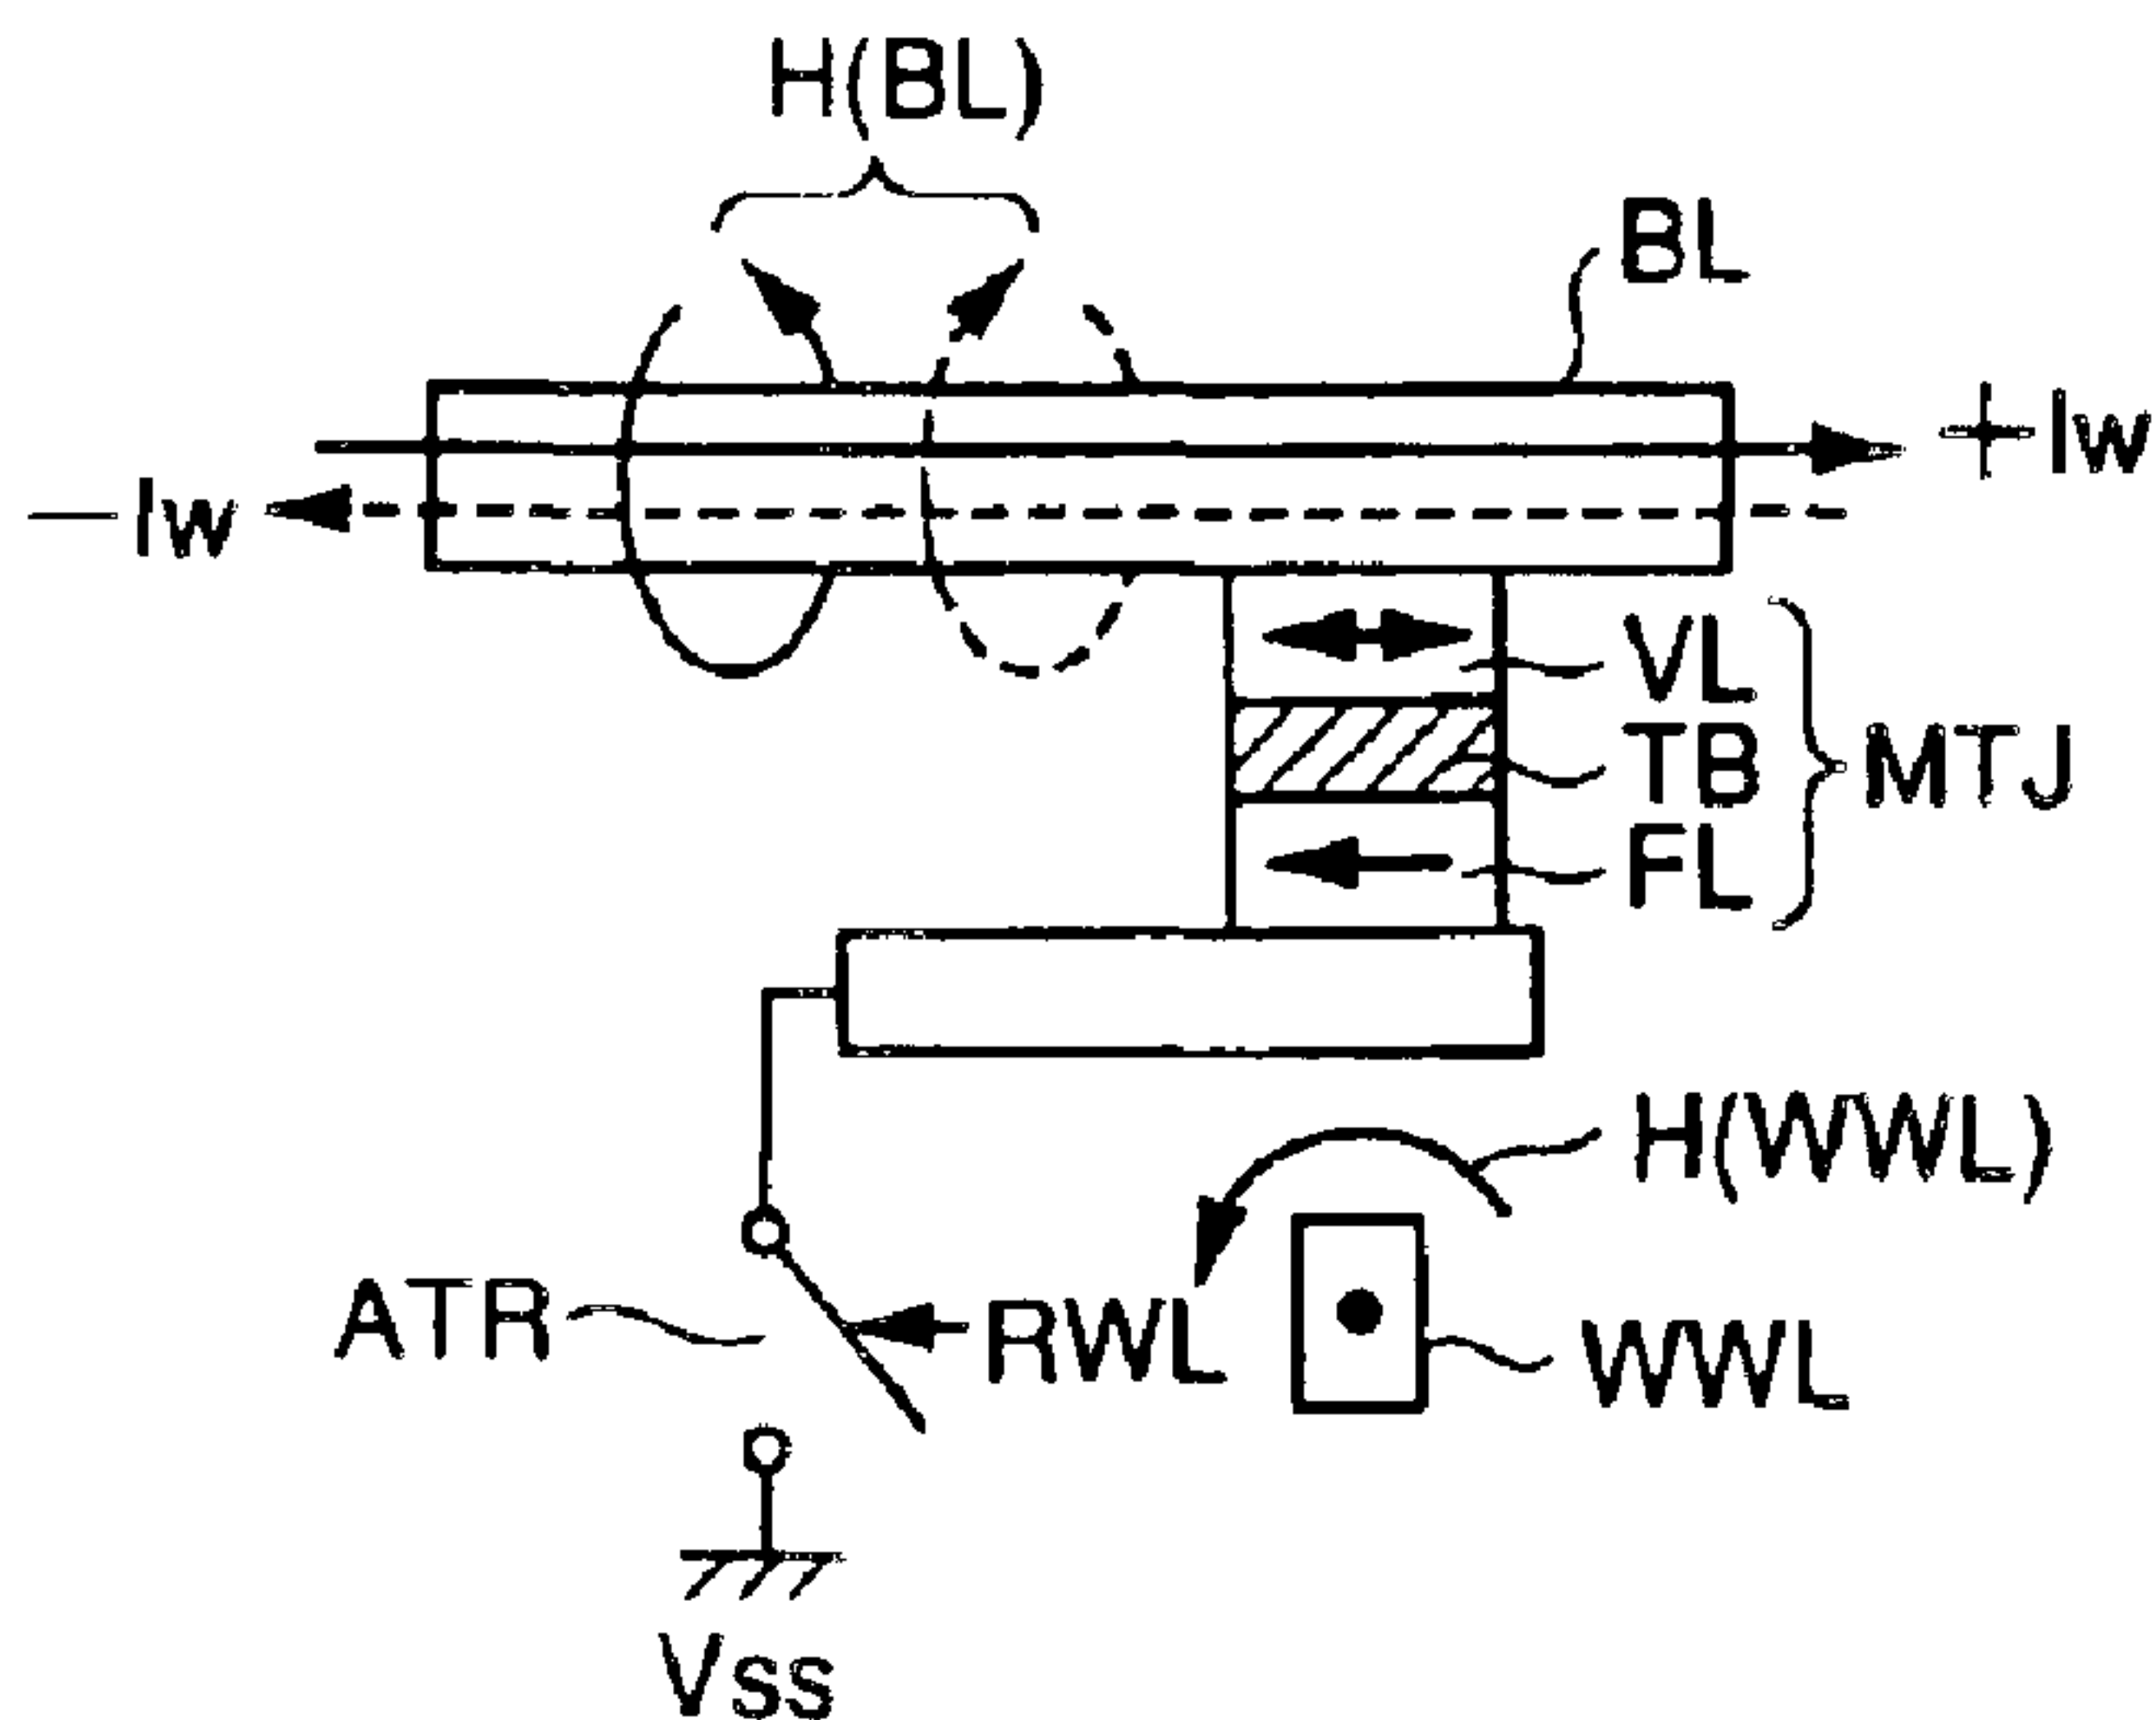 H(BL)
BL
+Iw
−Iw
VL
TB
MTJ
FL
H(WWL)
ATR
RWL
WWL
Vss